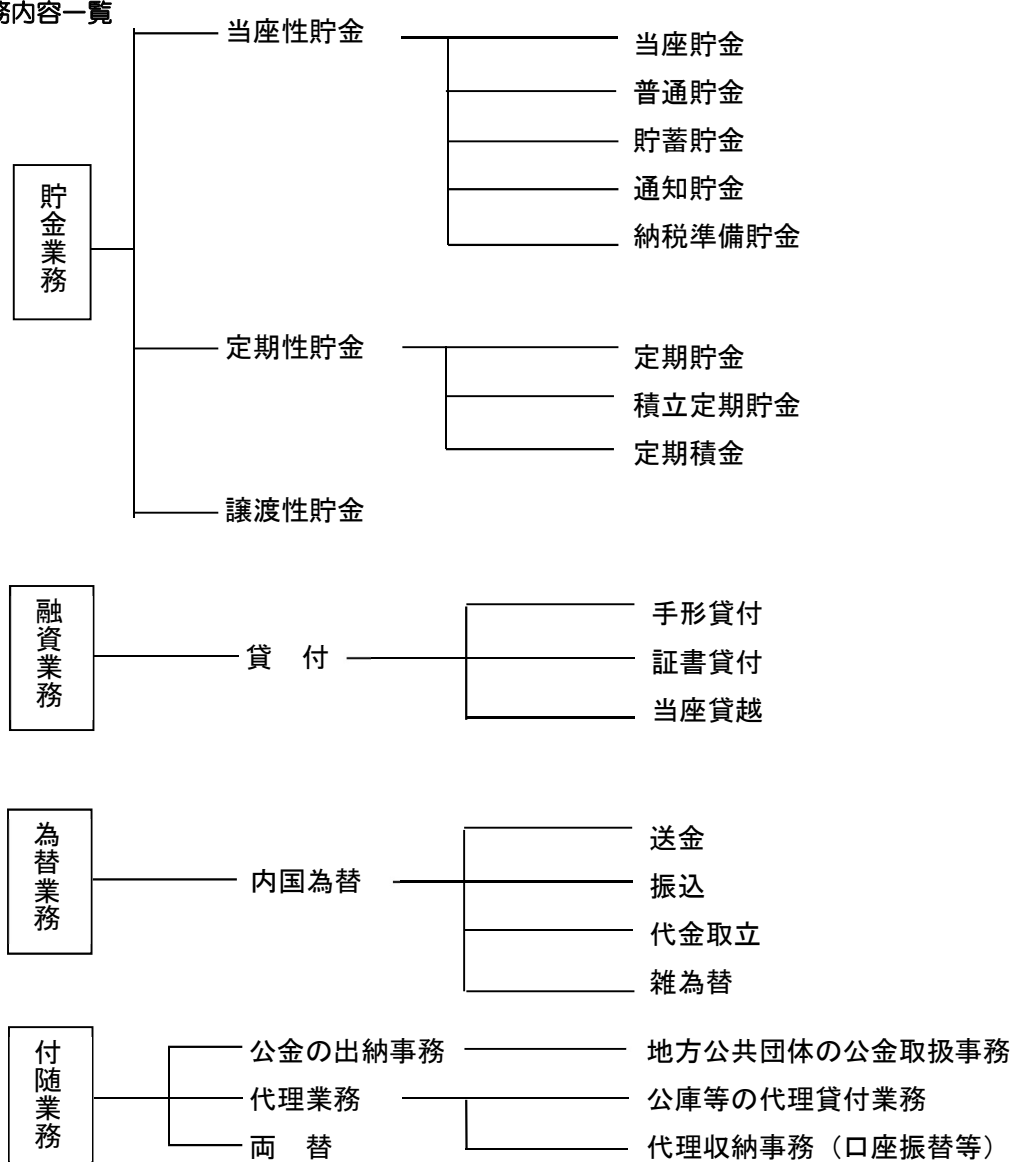 務内容一覧
貯金業務
当座性貯金
当座貯金
普通貯金
貯蓄貯金
通知貯金
納税準備貯金
定期性貯金
定期貯金
積立定期貯金
定期積金
譲渡性貯金
融資業務
貸　付
手形貸付
証書貸付
当座貸越
為替業務
内国為替
送金
振込
代金取立
雑為替
付随業務
公金の出納事務
地方公共団体の公金取扱事務
代理業務
公庫等の代理貸付業務
代理収納事務（口座振替等）
両　替